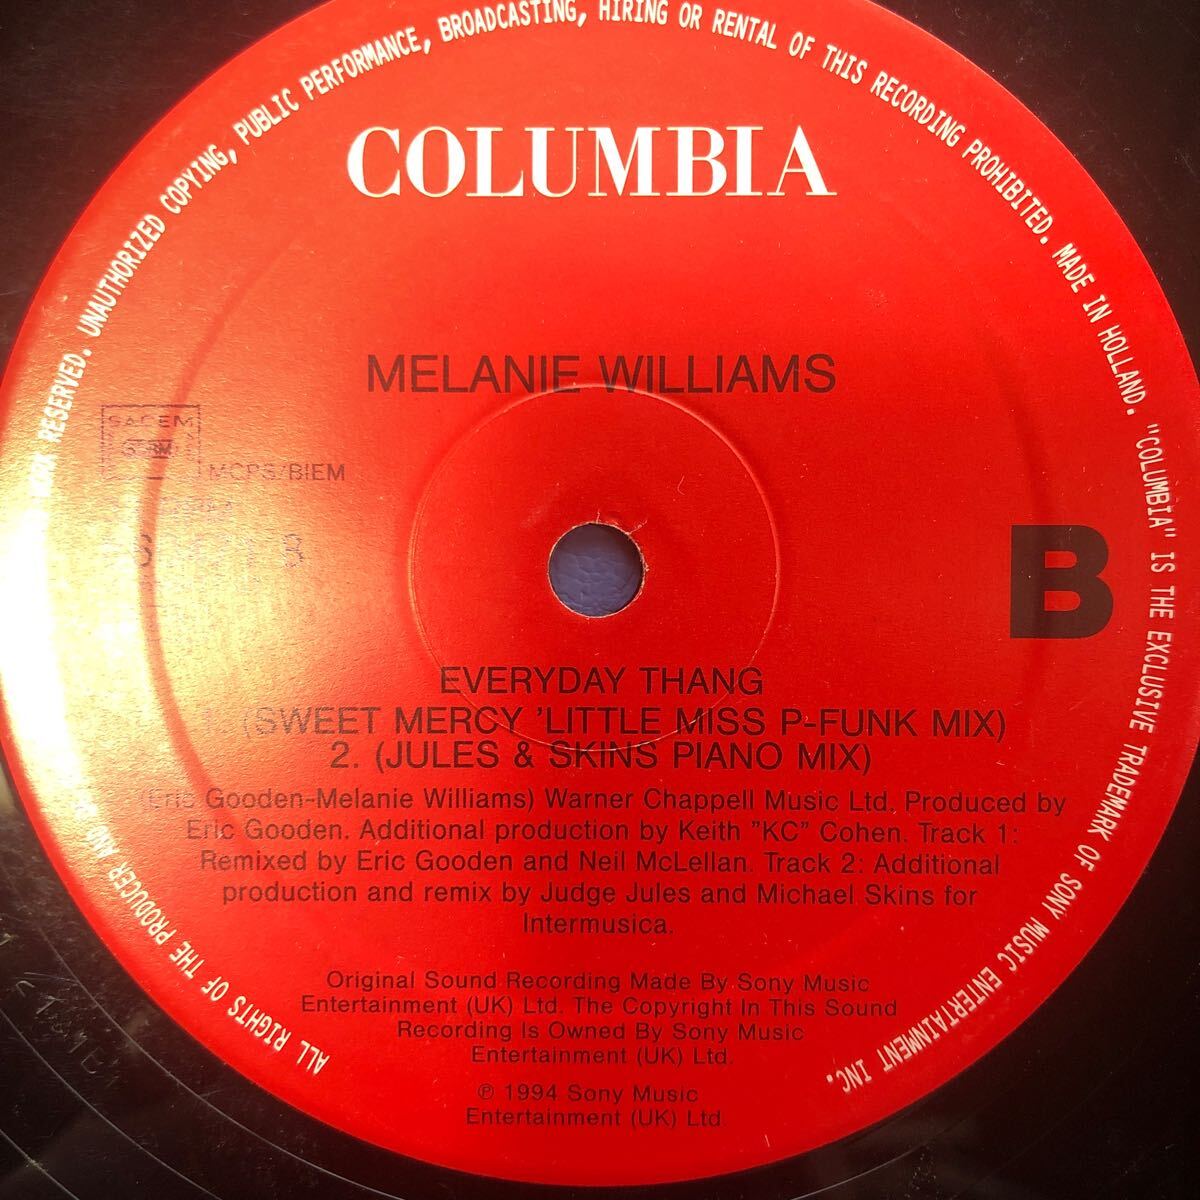 ALL RIGHTS OF THE PRODUCER AND RESERVED. UNAUTHORIZED COPYING, PUBLIC PERFORMANCE, BROADCASTING, HIRING OR RENTAL OF THIS RECORDING PROHIBITED. MADE IN HOLLAND. "COLUMBIA" IS THE EXCLUSIVE TRADEMARK OF SONY MUSIC ENTERTAINMENT INC.
COLUMBIA
MELANIE WILLIAMS
SACEM
MCPS/BIEM
B
EVERYDAY THANG
1. (SWEET MERCY 'LITTLE MISS P-FUNK MIX)
2. (JULES & SKINS PIANO MIX)
(Eric Gooden-Melanie Williams) Warner Chappell Music Ltd. Produced by
Eric Gooden. Additional production by Keith "KC" Cohen. Track 1:
Remixed by Eric Gooden and Neil McLellan. Track 2: Additional
production and remix by Judge Jules and Michael Skins for
Intermusica.
Original Sound Recording Made By Sony Music
Entertainment (UK) Ltd. The Copyright In This Sound
Recording Is Owned By Sony Music
Entertainment (UK) Ltd.
℗ 1994 Sony Music
Entertainment (UK) Ltd.